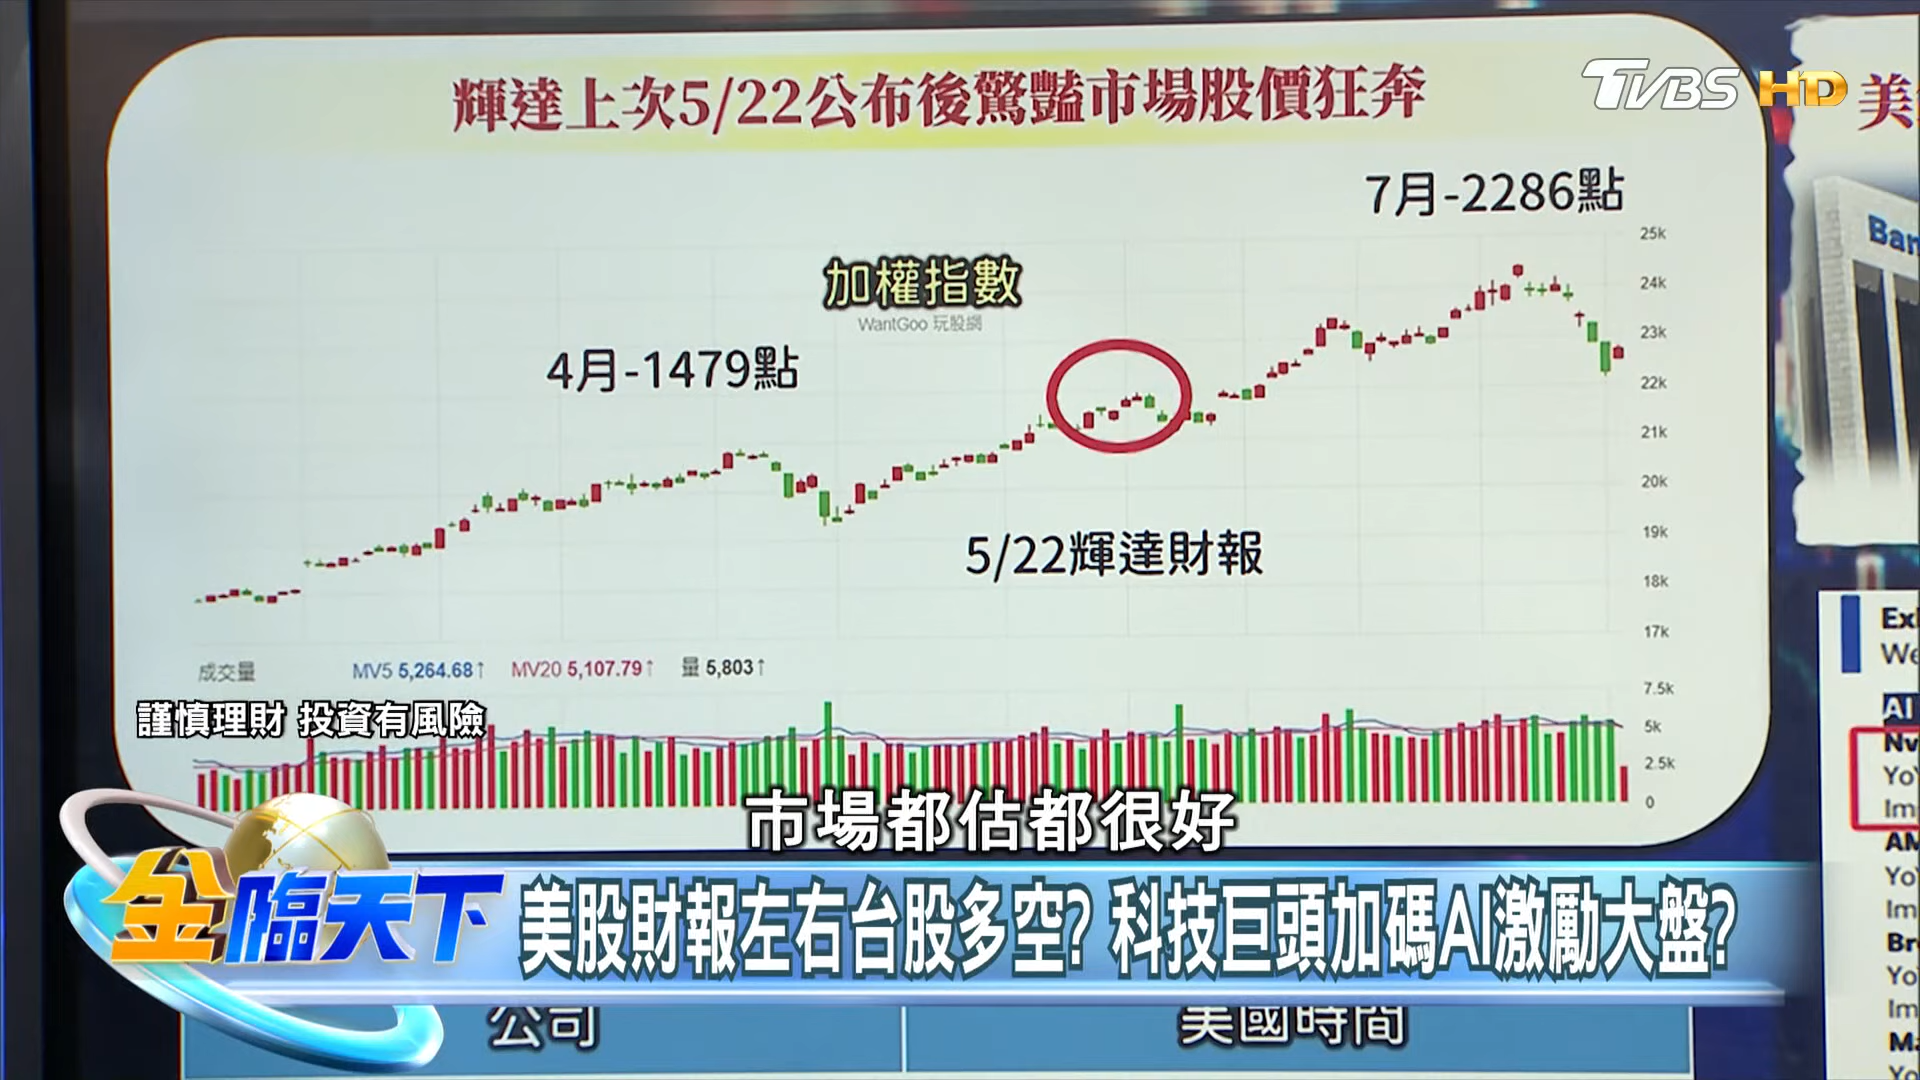 輝達上次5/22公布後驚豔市場股價狂奔
TVBS HD
美
7月-2286點
加權指數
WantGoo 玩股網
4月-1479點
5/22輝達財報
25k
24k
23k
22k
21k
20k
19k
18k
17k
成交量 MV5 5,264.68↑ MV20 5,107.79↑ 量 5,803↑
7.5k
5k
2.5k
0
謹慎理財 投資有風險
Ban
AI
市場都估都很好
金臨天下
美股財報左右台股多空? 科技巨頭加碼AI激勵大盤?
公司 美國時間